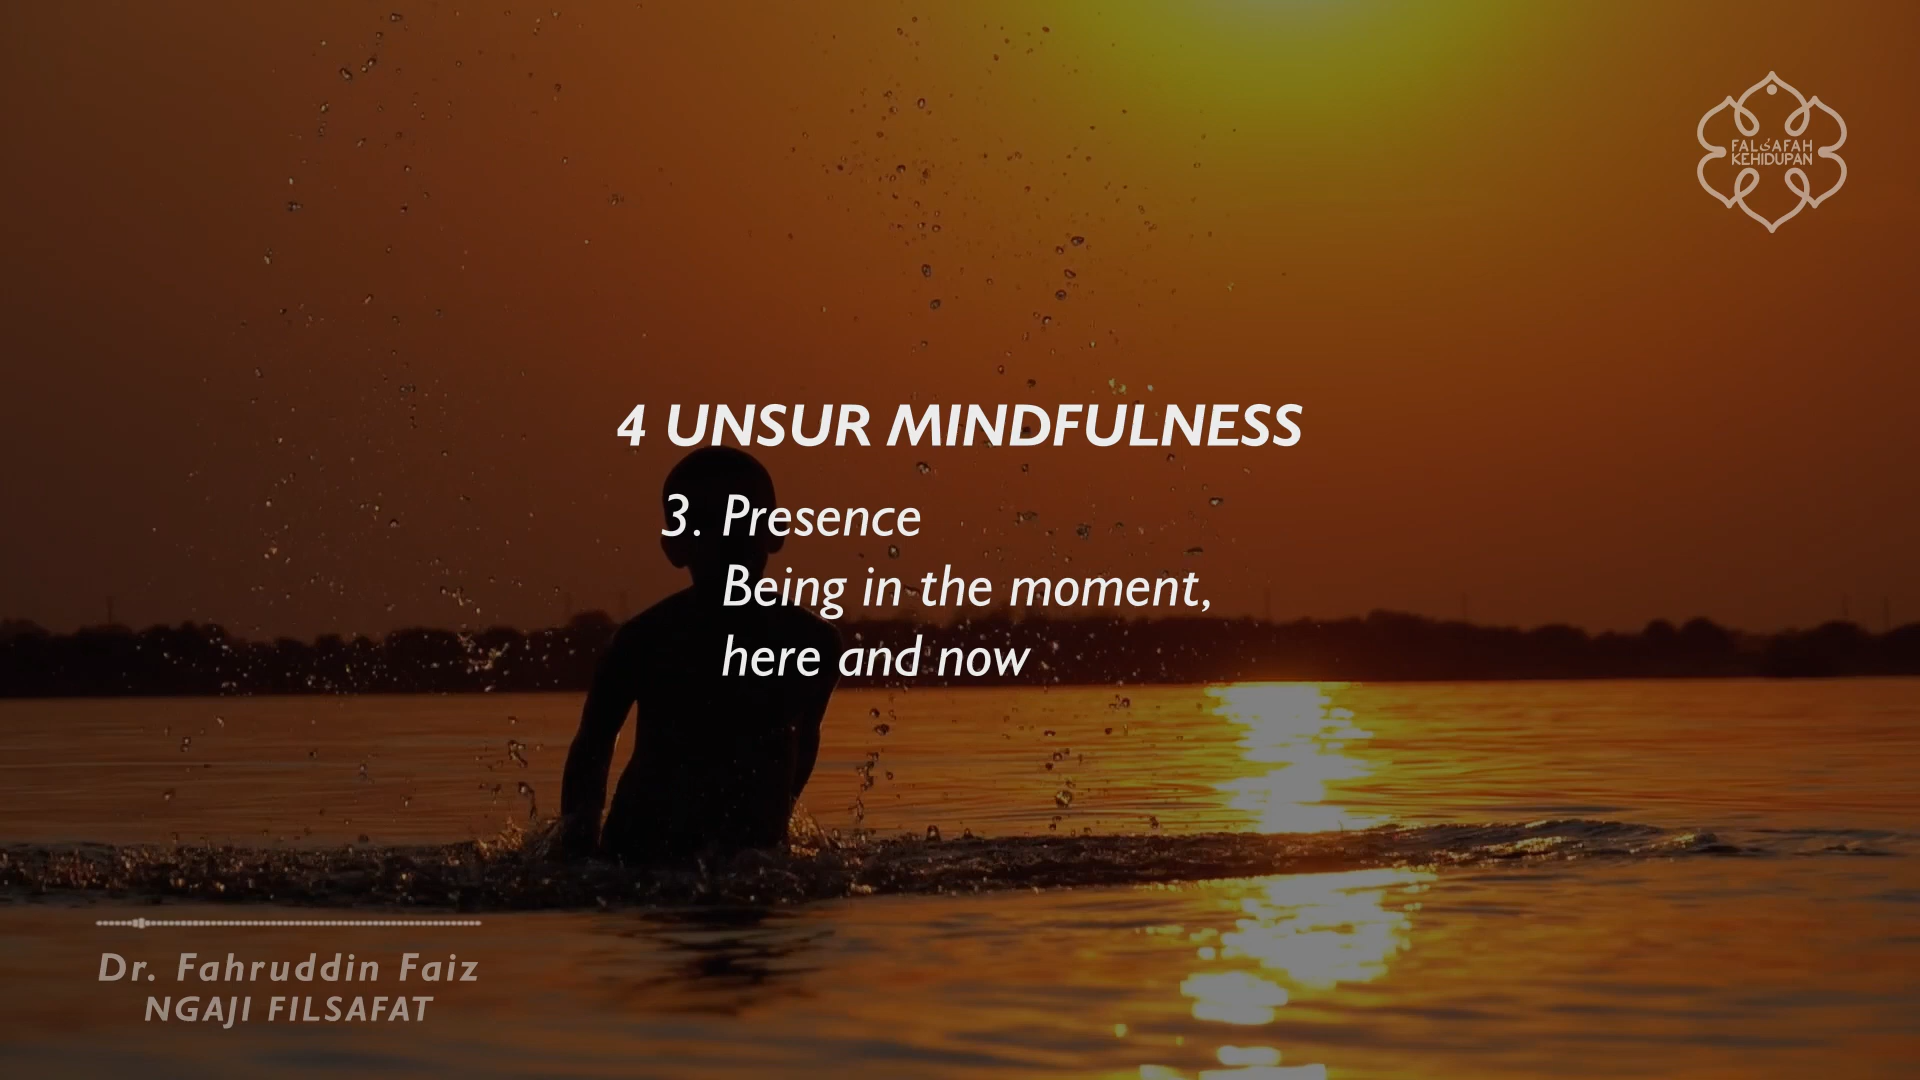 FALSAFAH
KEHIDUPAN
4 UNSUR MINDFULNESS
3. Presence
Being in the moment,
here and now
Dr. Fahruddin Faiz
NGAJI FILSAFAT